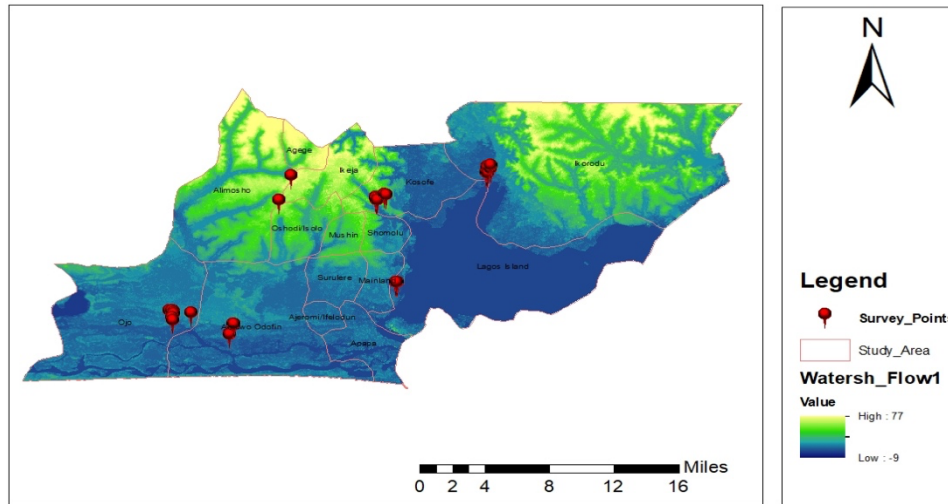 N
Agege
Ikeja
Ikorodu
Kosofe
Alimosho
Oshodi/Isolo
Mushin
Shomolu
Lagos Island
Surulere
Mainland
Ojo
Ajeromi/Ifelodun
Odofin
Apapa
Legend
Survey_Points
Study_Area
Watersh_Flow1
Value
High : 77
Low : -9
Miles
0 2 4 8 12 16